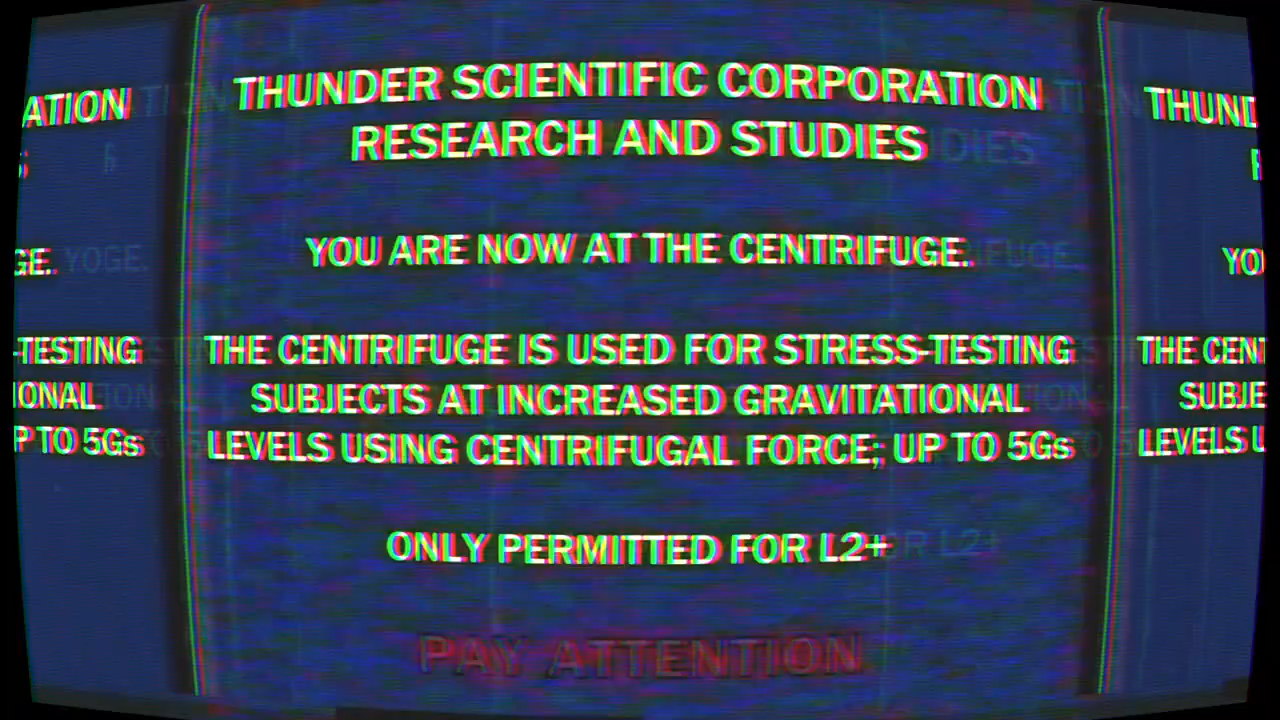 THUNDER SCIENTIFIC CORPORATION
RESEARCH AND STUDIES
YOU ARE NOW AT THE CENTRIFUGE.
THE CENTRIFUGE IS USED FOR STRESS-TESTING
SUBJECTS AT INCREASED GRAVITATIONAL
LEVELS USING CENTRIFUGAL FORCE; UP TO 5Gs
ONLY PERMITTED FOR L2+
PAY ATTENTION